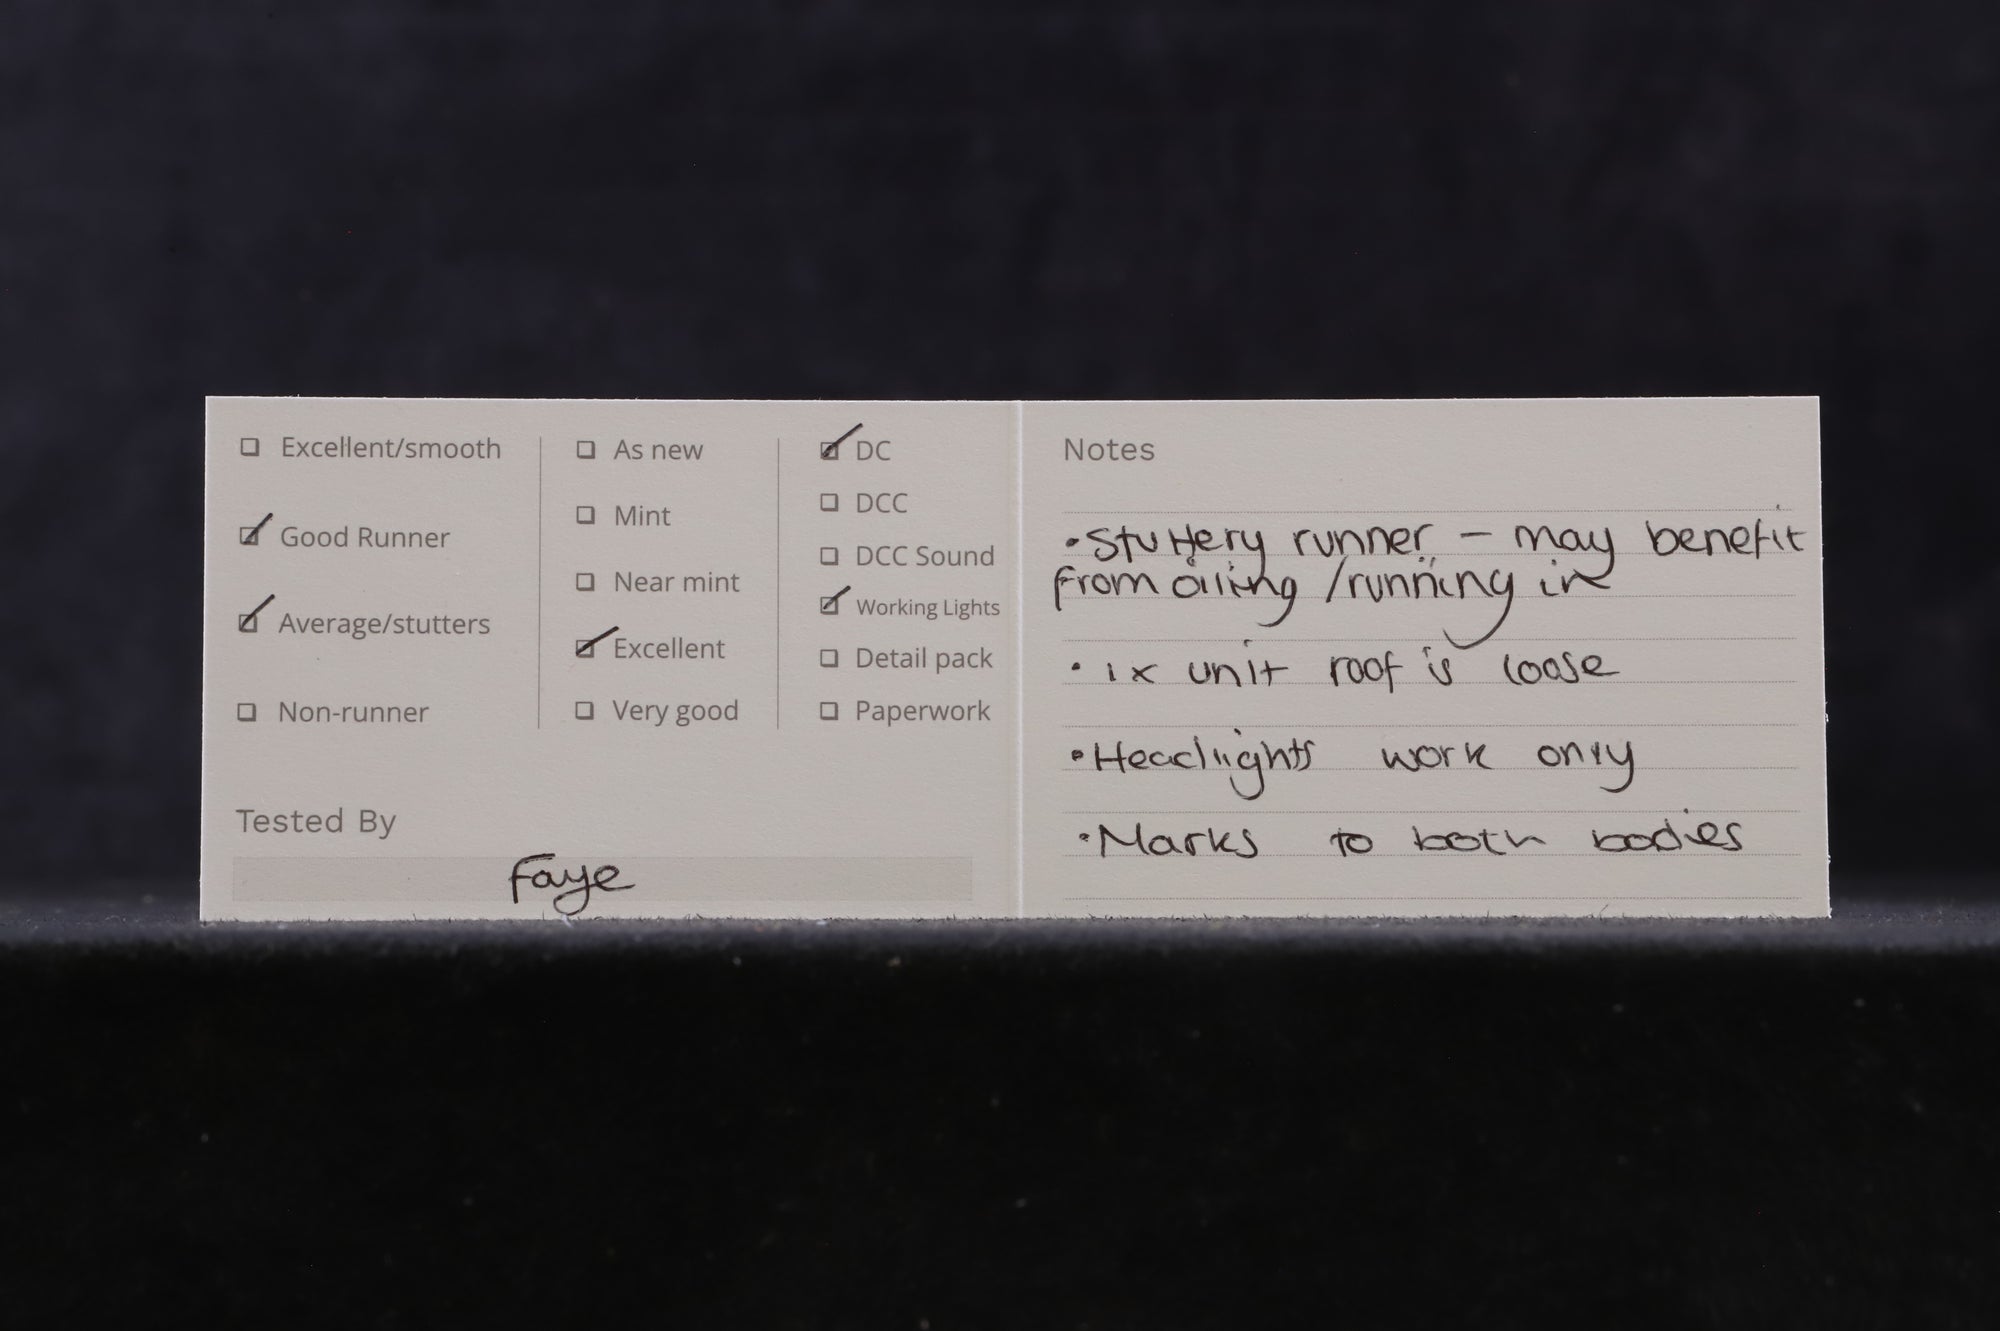 Excellent/smooth
Good Runner
Average/stutters
Non-runner
As new
Mint
Near mint
Excellent
Very good
DC
DCC
DCC Sound
Working Lights
Detail pack
Paperwork
Tested By
Faye
Notes
• Stuttery runner – may benefit
from oiling /running in
• 1x unit roof is loose
• Headlights work only
• Marks to both bodies